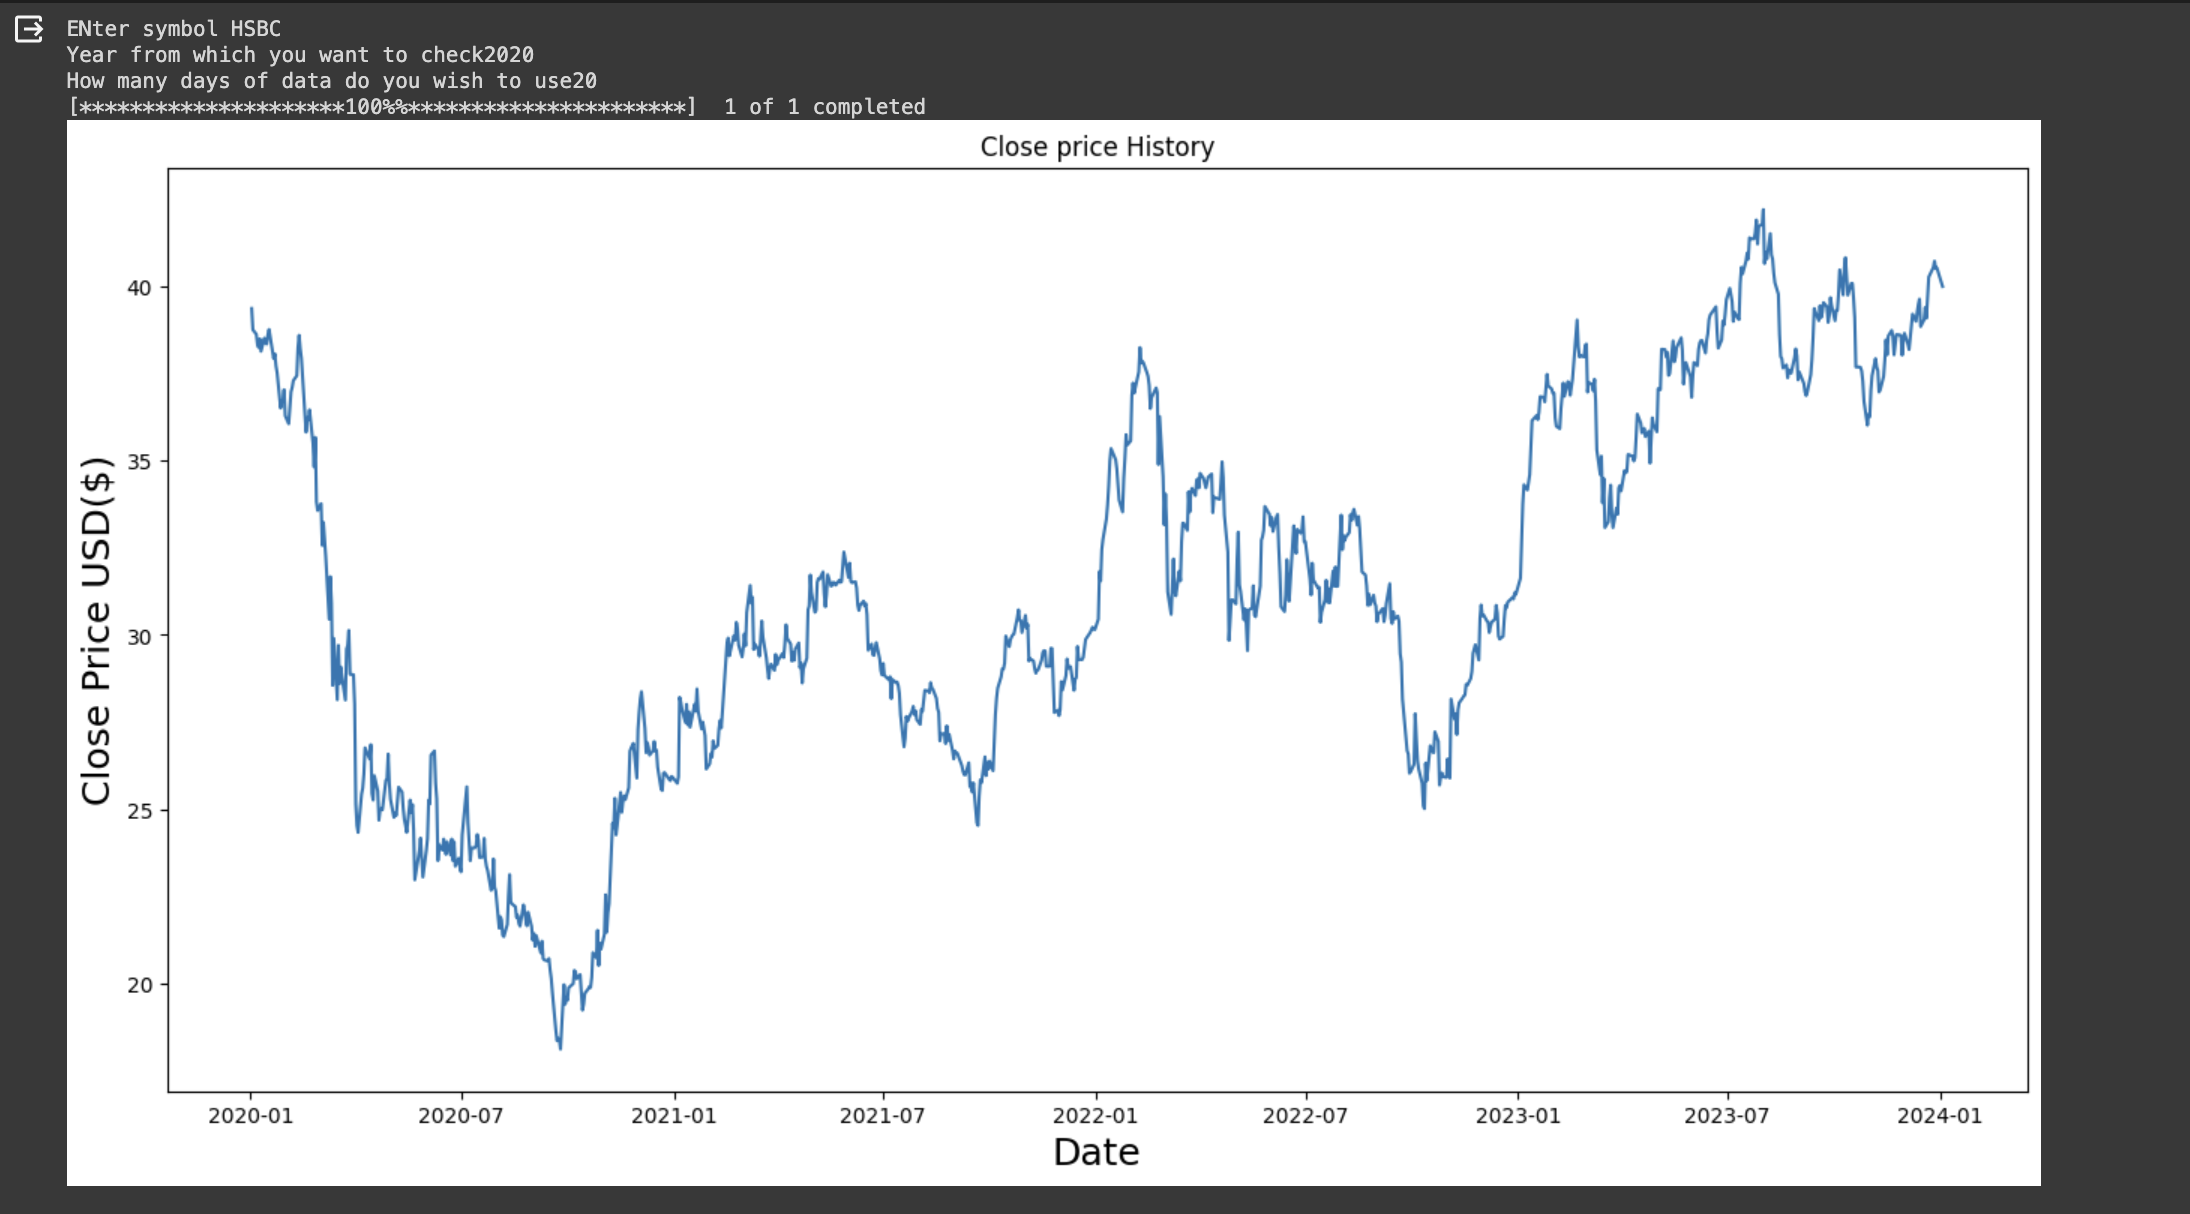 ENter symbol HSBC
Year from which you want to check2020
How many days of data do you wish to use20
[*********************100%%**********************]  1 of 1 completed
Close price History
Close Price USD($)
40
35
30
25
20
2020-01 2020-07 2021-01 2021-07 2022-01 2022-07 2023-01 2023-07 2024-01
Date